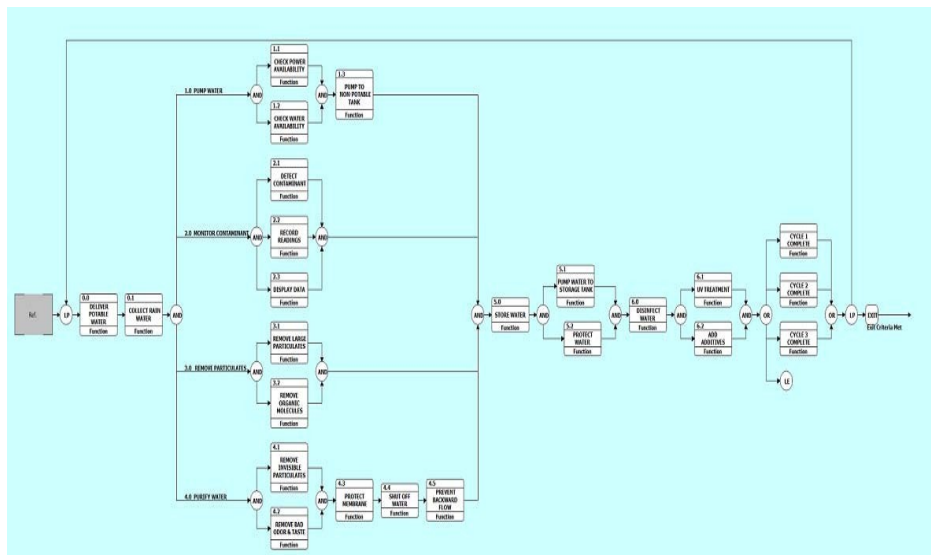 Ref.
LP
0.0
DELIVER
POTABLE
WATER
Function
0.1
COLLECT RAIN
WATER
Function
AND
1.0 PUMP WATER
AND
1.1
CHECK POWER
AVAILABILITY
Function
1.2
CHECK WATER
AVAILABILITY
Function
AND
1.3
PUMP TO
NON-POTABLE
TANK
Function
2.0 MONITOR CONTAMINANT
AND
2.1
DETECT
CONTAMINANT
Function
2.2
RECORD
READINGS
Function
2.3
DISPLAY DATA
Function
AND
3.0 REMOVE PARTICULATES
AND
3.1
REMOVE LARGE
PARTICULATES
Function
3.2
REMOVE
ORGANIC
MOLECULES
Function
AND
4.0 PURIFY WATER
AND
4.1
REMOVE
INVISIBLE
PARTICULATES
Function
4.2
REMOVE BAD
ODOR & TASTE
Function
AND
4.3
PROTECT
MEMBRANE
Function
4.4
SHUT OFF
WATER
Function
4.5
PREVENT
BACKWARD
FLOW
Function
AND
5.0
STORE WATER
Function
AND
5.1
PUMP WATER TO
STORAGE TANK
Function
5.2
PROTECT
WATER
Function
AND
6.0
DISINFECT
WATER
Function
AND
6.1
UV TREATMENT
Function
6.2
ADD
ADDITIVES
Function
AND
OR
CYCLE 1
COMPLETE
Function
CYCLE 2
COMPLETE
Function
CYCLE 3
COMPLETE
Function
LE
OR
LP
EXIT
Exit Criteria Met